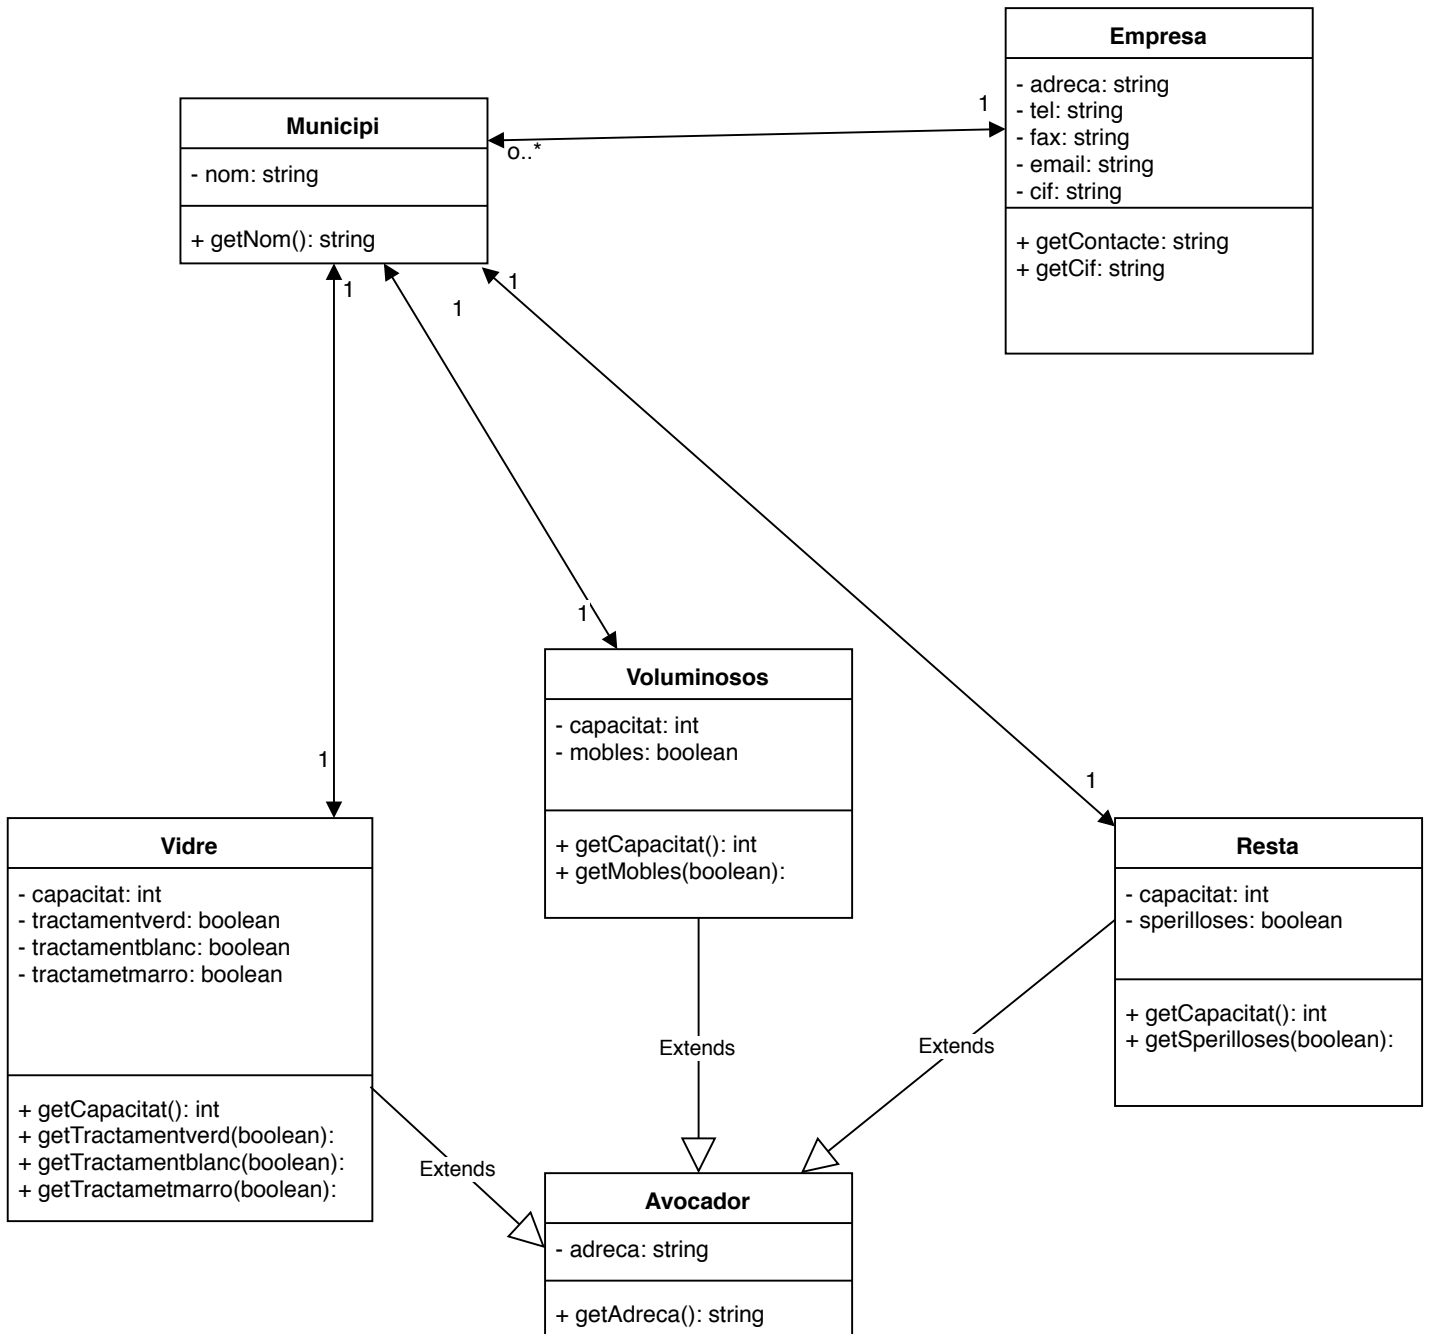 Empresa
- adreca: string
- tel: string
- fax: string
- email: string
- cif: string
+ getContacte: string
+ getCif: string
1
o..*
Municipi
- nom: string
+ getNom(): string
1
1
1
1
1
1
Voluminosos
- capacitat: int
- mobles: boolean
+ getCapacitat(): int
+ getMobles(boolean):
Vidre
- capacitat: int
- tractamentverd: boolean
- tractamentblanc: boolean
- tractametmarro: boolean
+ getCapacitat(): int
+ getTractamentverd(boolean):
+ getTractamentblanc(boolean):
+ getTractametmarro(boolean):
Resta
- capacitat: int
- sperilloses: boolean
+ getCapacitat(): int
+ getSperilloses(boolean):
Extends
Extends
Extends
Avocador
- adreca: string
+ getAdreca(): string